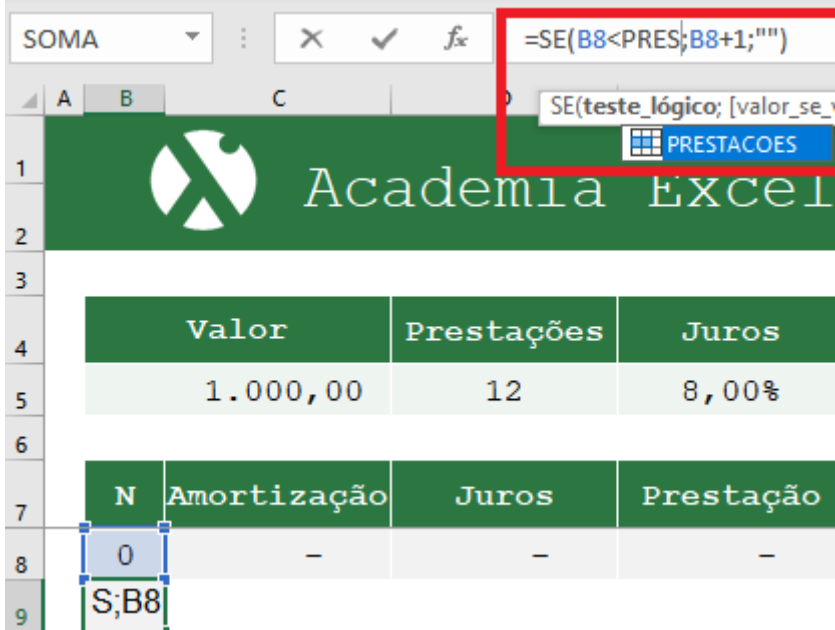 SOMA fx =SE(B8<PRES;B8+1;"")
A B C
SE(teste_lógico; [valor_se_
PRESTACOES
1
Academia Excel
2
3
4 Valor Prestações Juros
5 1.000,00 12 8,00%
6
7 N Amortização Juros Prestação
8 0 – – –
9 S;B8